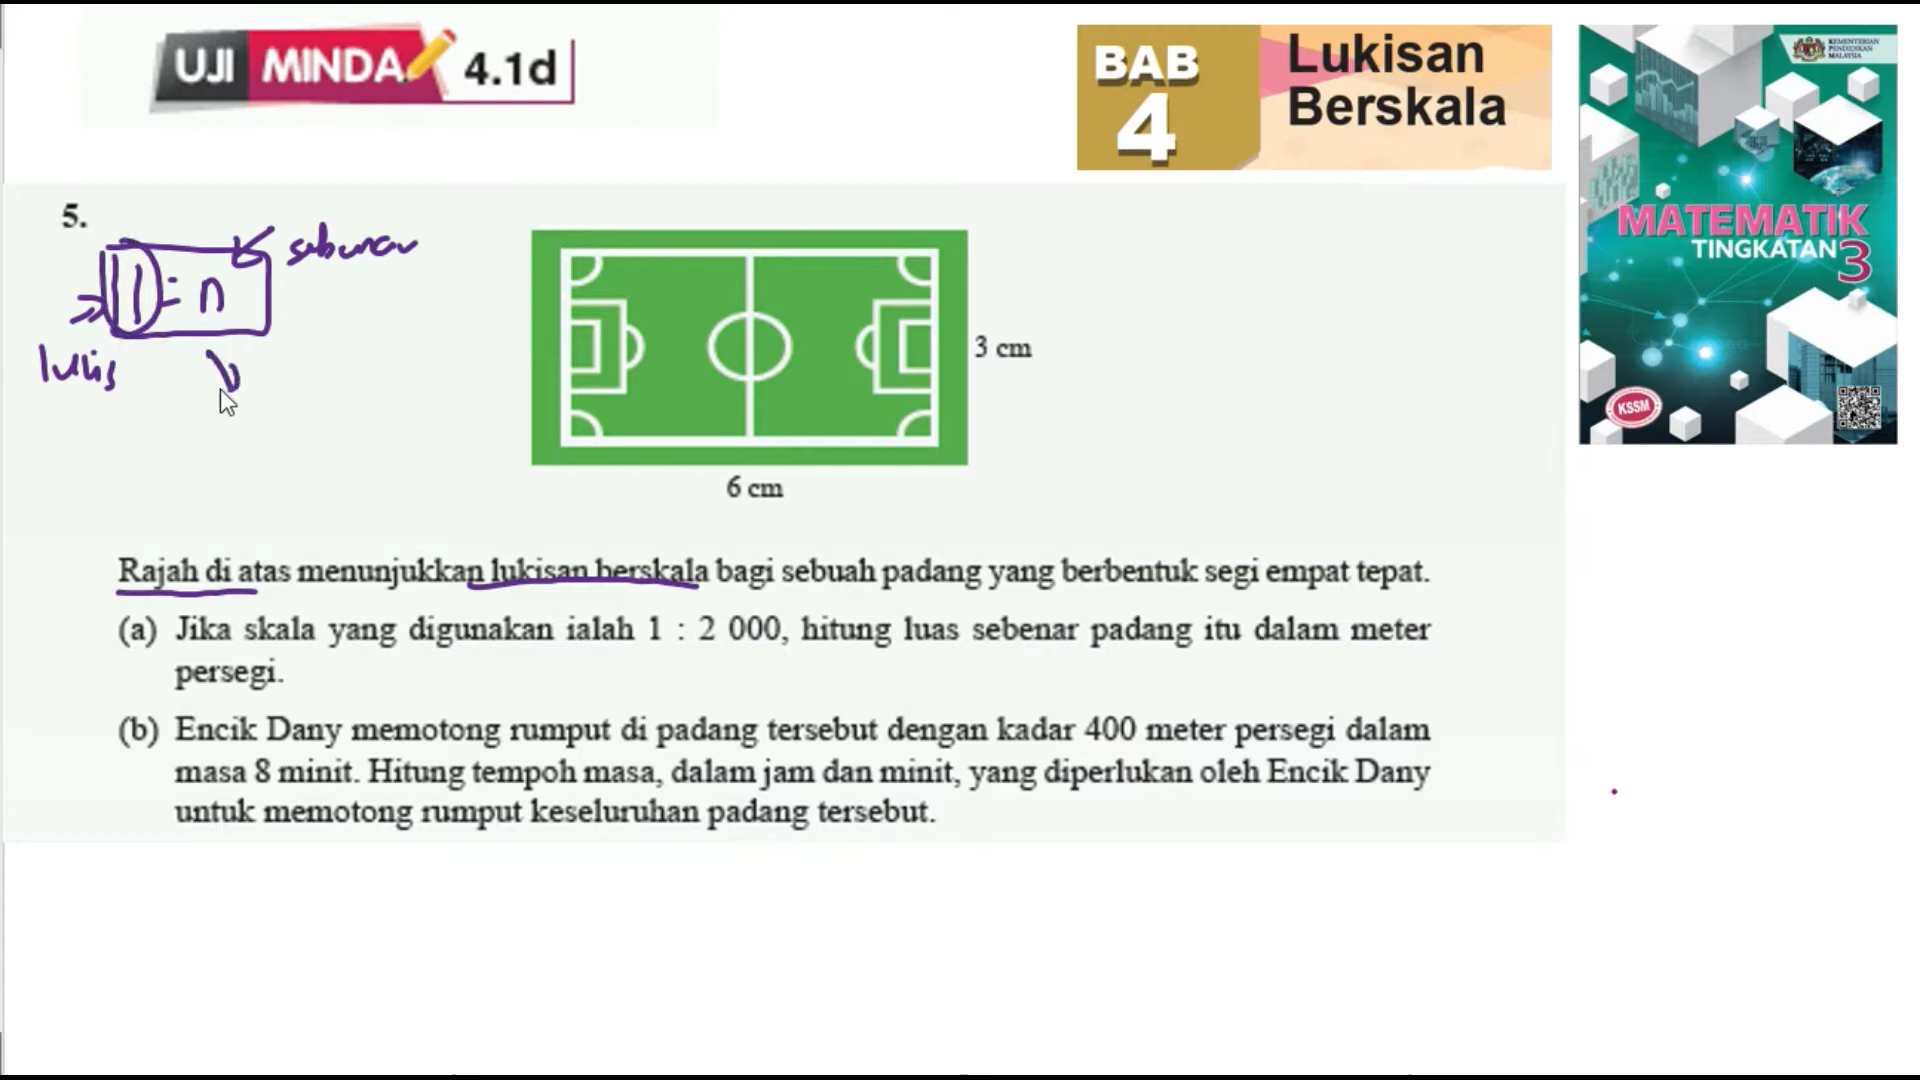 UJI MINDA 4.1d
BAB 4
Lukisan
Berskala
KEMENTERIAN
PENDIDIKAN
MALAYSIA
MATEMATIK
TINGKATAN 3
KSSM
5.
1 = n
sebenar
lukis
3 cm
6 cm
Rajah di atas menunjukkan lukisan berskala bagi sebuah padang yang berbentuk segi empat tepat.
(a) Jika skala yang digunakan ialah 1 : 2 000, hitung luas sebenar padang itu dalam meter
persegi.
(b) Encik Dany memotong rumput di padang tersebut dengan kadar 400 meter persegi dalam
masa 8 minit. Hitung tempoh masa, dalam jam dan minit, yang diperlukan oleh Encik Dany
untuk memotong rumput keseluruhan padang tersebut.